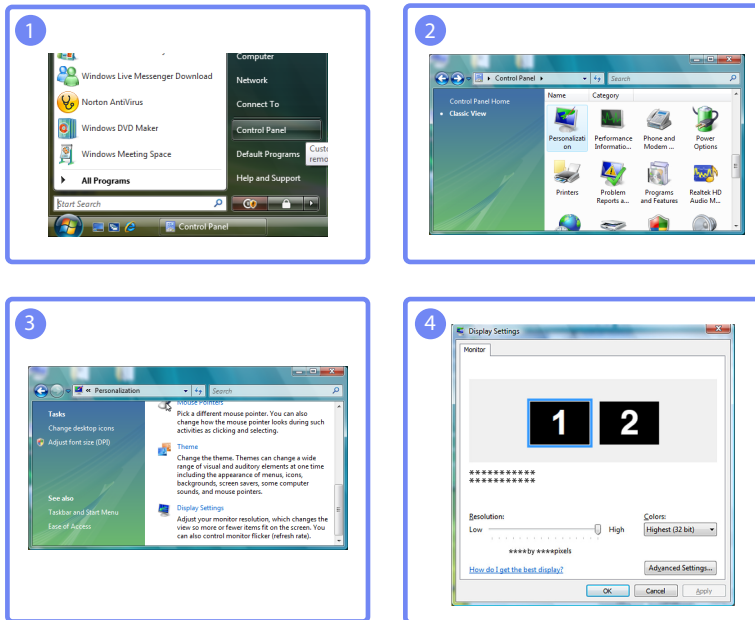 1
Computer
Windows Live Messenger Download
Network
Norton AntiVirus
Connect To
Windows DVD Maker
Control Panel
Windows Meeting Space
Default Programs
All Programs
Help and Support
Start Search
Control Panel
2
Control Panel
Search
Name Category
Control Panel Home
Classic View
Personalizati
on
Performance
Informatio...
Phone and
Modem ...
Power
Options
Printers
Problem
Reports a...
Programs
and Features
Realtek HD
Audio M...
3
« Personalization
Search
Tasks
Change desktop icons
Adjust font size (DPI)
See also
Taskbar and Start Menu
Ease of Access
Mouse Pointers
Pick a different mouse pointer. You can also
change how the mouse pointer looks during such
activities as clicking and selecting.
Theme
Change the theme. Themes can change a wide
range of visual and auditory elements at one time
including the appearance of menus, icons,
backgrounds, screen savers, some computer
sounds, and mouse pointers.
Display Settings
Adjust your monitor resolution, which changes the
view so more or fewer items fit on the screen. You
can also control monitor flicker (refresh rate).
4
Display Settings
Monitor
1 2
***********
***********
Resolution:
Low High
****by ****pixels
Colors:
Highest (32 bit)
How do I get the best display?
Advanced Settings...
OK Cancel Apply